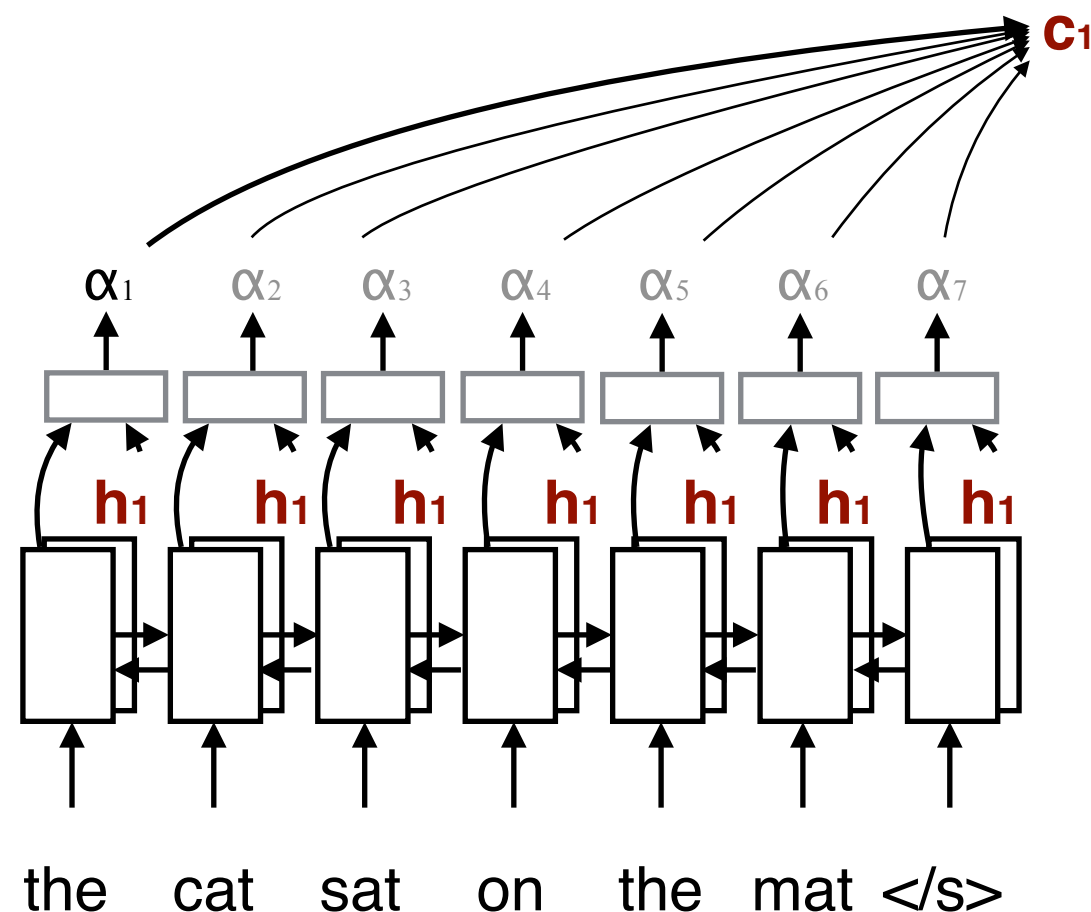 c₁
α₁ α₂ α₃ α₄ α₅ α₆ α₇
h₁ h₁ h₁ h₁ h₁ h₁ h₁
the cat sat on the mat </s>